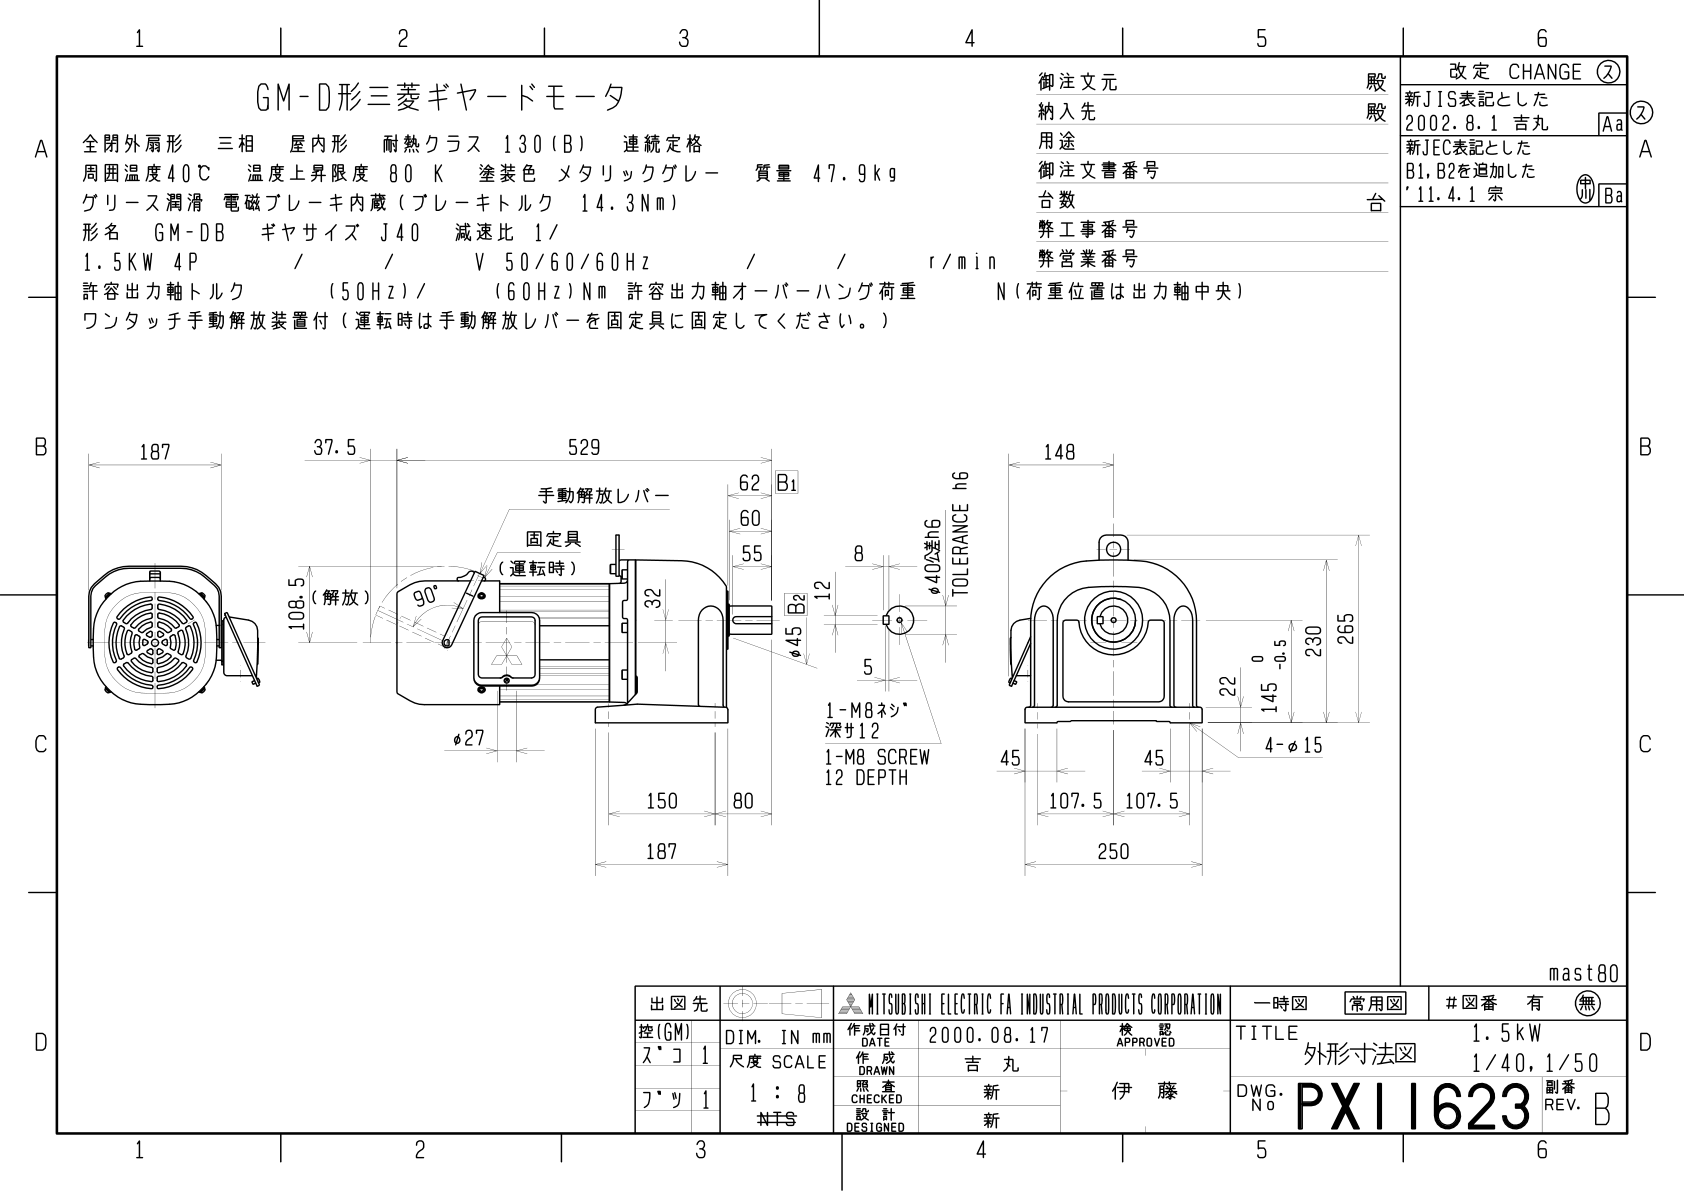 1 2 3 4 5 6
GM-D形三菱ギヤードモータ
全閉外扇形 三相 屋内形 耐熱クラス 130(B) 連続定格
周囲温度40℃ 温度上昇限度 80 K 塗装色 メタリックグレー 質量 47.9kg
グリース潤滑 電磁ブレーキ内蔵(ブレーキトルク 14.3Nm)
形名 GM-DB ギヤサイズ J40 減速比 1/
1.5KW 4P / / V 50/60/60Hz / / r/min
許容出力軸トルク (50Hz)/ (60Hz)Nm 許容出力軸オーバーハング荷重 N(荷重位置は出力軸中央)
ワンタッチ手動解放装置付(運転時は手動解放レバーを固定具に固定してください。)
御注文元 殿
納入先 殿
用途
御注文書番号
台数 台
弊工事番号
弊営業番号
改定 CHANGE ス
新JIS表記とした
2002.8.1 吉丸 Aa
ス
新JEC表記とした
B1,B2を追加した
'11.4.1 宗 中川 Ba
A A
B B
C C
D D
187
37.5
529
62 B1
60
55
手動解放レバー
固定具
(運転時)
90°
108.5
(解放)
32
B2
φ45
φ27
150
80
187
8
12
5
φ40公差h6
TOLERANCE h6
1-M8ネジ
深サ12
1-M8 SCREW
12 DEPTH
148
265
230
0
145 -0.5
22
4-φ15
45
45
107.5
107.5
250
mast80
出図先
控(GM)
ズコ 1
ブツ 1
DIM. IN mm
尺度 SCALE
1 : 8
NTS
MITSUBISHI ELECTRIC FA INDUSTRIAL PRODUCTS CORPORATION
作成日付
DATE
2000.08.17
作 成
DRAWN
吉 丸
照 査
CHECKED
新
設 計
DESIGNED
新
検 認
APPROVED
伊 藤
一時図 常用図 #図番 有 無
TITLE
外形寸法図
1.5kW
1/40, 1/50
DWG.
No
PX11623
副番
REV.
B
1 2 3 4 5 6